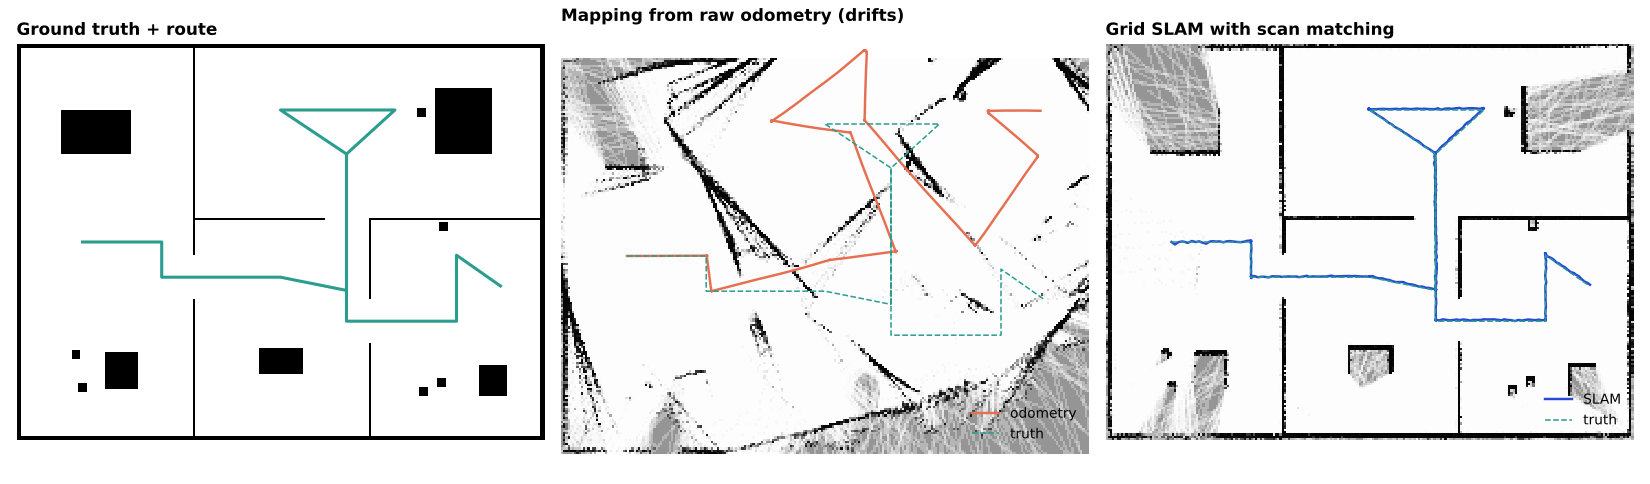 Ground truth + route
Mapping from raw odometry (drifts)
Grid SLAM with scan matching
odometry
truth
SLAM
truth